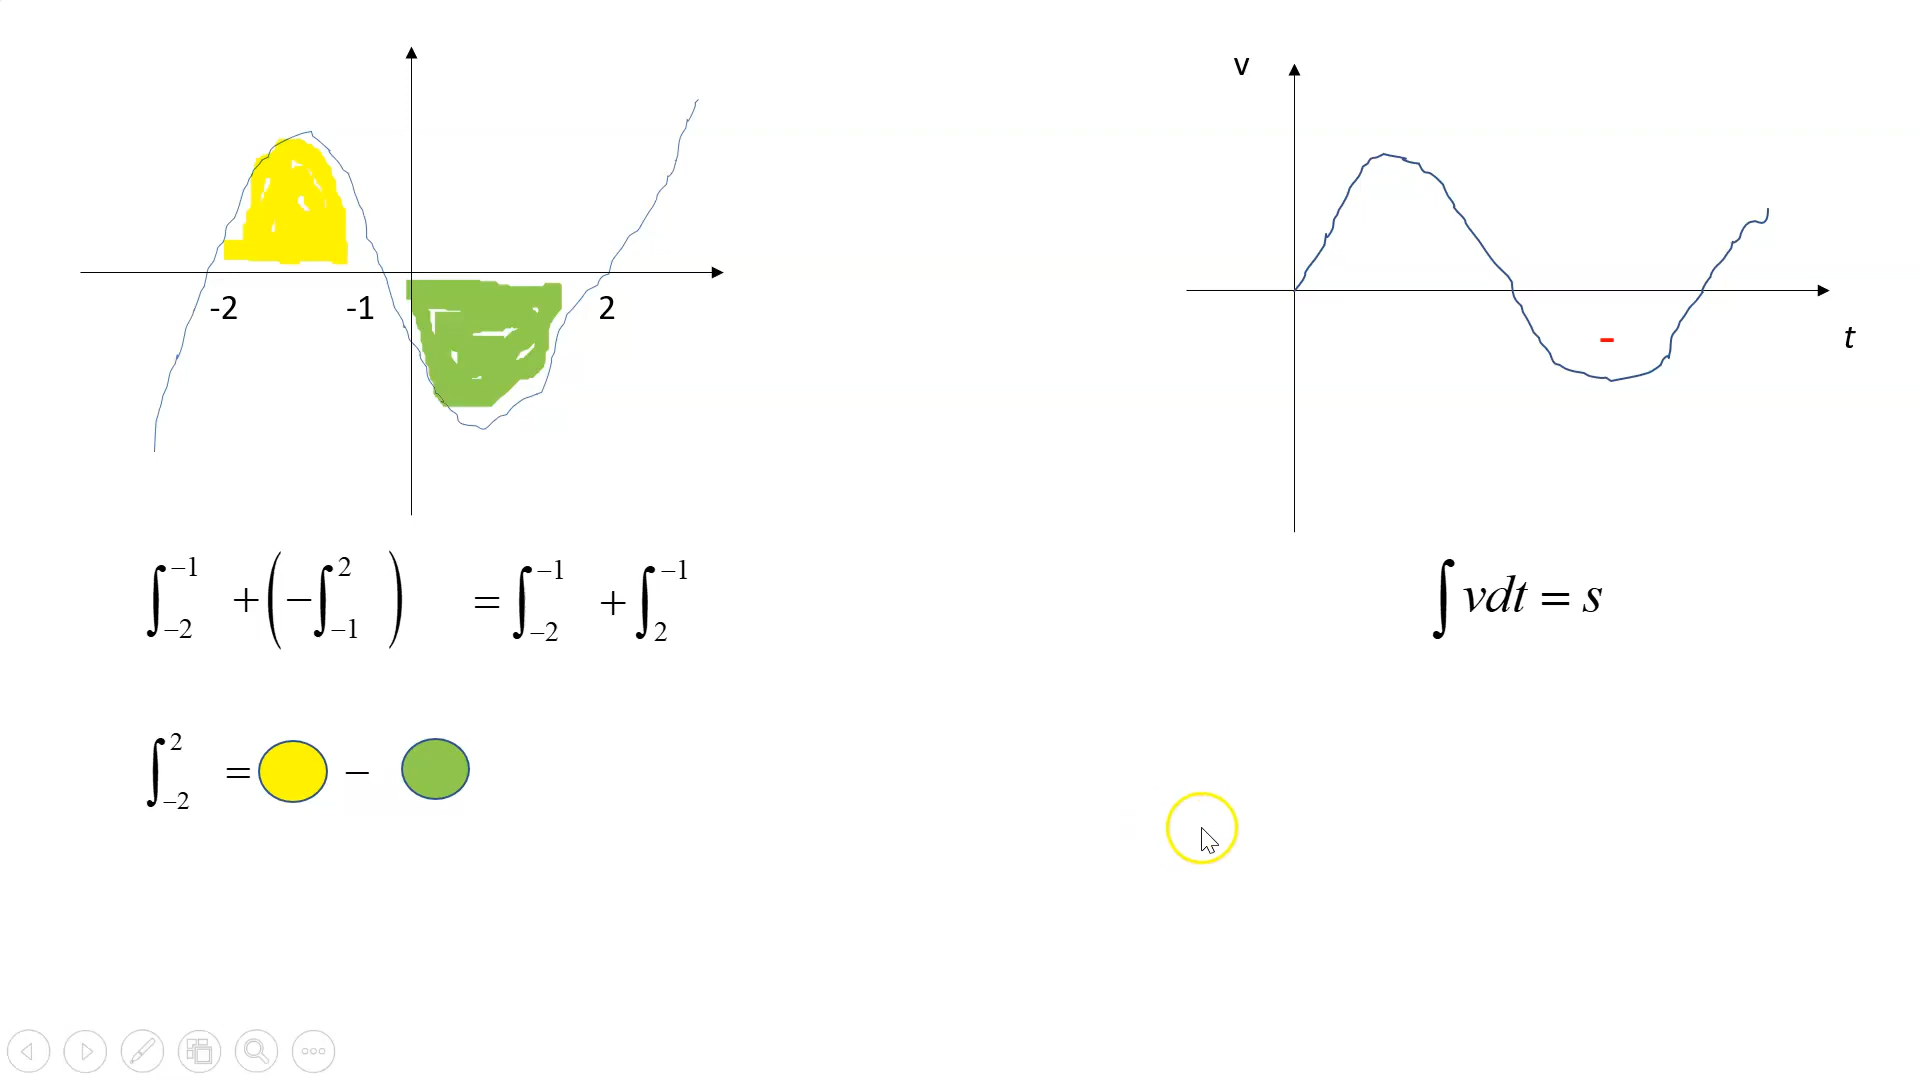 v
-2 -1 2
-
t
∫_{−2}^{−1} + (−∫_{−1}^{2} ) = ∫_{−2}^{−1} + ∫_{2}^{−1}
∫vdt = s
∫_{−2}^{2} = −